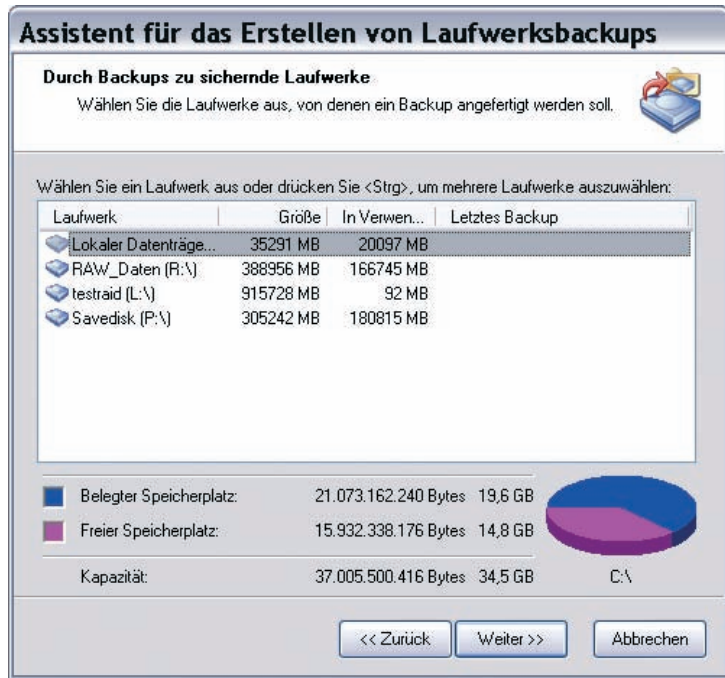 Assistent für das Erstellen von Laufwerksbackups
Durch Backups zu sichernde Laufwerke
Wählen Sie die Laufwerke aus, von denen ein Backup angefertigt werden soll.
Wählen Sie ein Laufwerk aus oder drücken Sie <Strg>, um mehrere Laufwerke auszuwählen:
Laufwerk Größe In Verwen... Letztes Backup
Lokaler Datenträge... 35291 MB 20097 MB
RAW_Daten (R:\) 388956 MB 166745 MB
testraid (L:\) 915728 MB 92 MB
Savedisk (P:\) 305242 MB 180815 MB
Belegter Speicherplatz: 21.073.162.240 Bytes 19,6 GB
Freier Speicherplatz: 15.932.338.176 Bytes 14,8 GB
Kapazität: 37.005.500.416 Bytes 34,5 GB C:\
<< Zurück Weiter >> Abbrechen